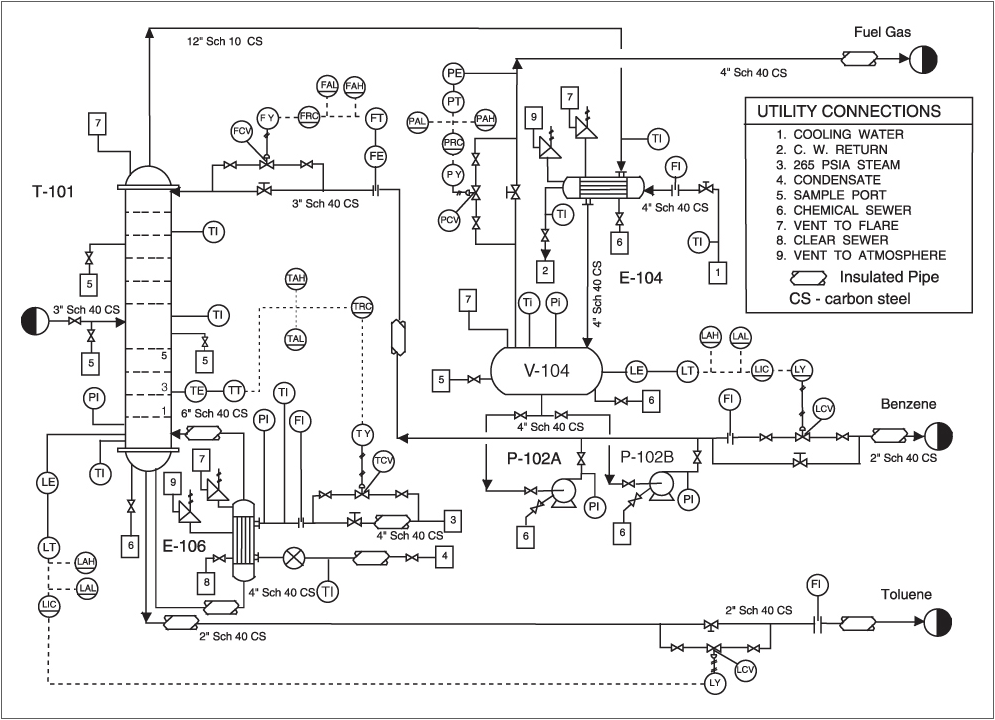 Fuel Gas
12" Sch 10 CS
4" Sch 40 CS
PE
FAL
FAH
7
PT
UTILITY CONNECTIONS
1. COOLING WATER
2. C. W. RETURN
3. 265 PSIA STEAM
4. CONDENSATE
5. SAMPLE PORT
6. CHEMICAL SEWER
7. VENT TO FLARE
8. CLEAR SEWER
9. VENT TO ATMOSPHERE
Insulated Pipe
CS - carbon steel
7
FCV
F Y
FRC
FT
PAL
PAH
9
PRC
TI
FE
P Y
FI
T-101
3" Sch 40 CS
4" Sch 40 CS
PCV
TI
TI
6
TI
5
2
1
E-104
TAH
4" Sch 40 CS
7
Ti
Pi
3" Sch 40 CS
TI
TRC
TAL
LAH
LAL
5
5
5
V-104
LE
LT
LIC
LY
5
3
TE
TT
PI
TI
6
FI
LCV
Benzene
1
6" Sch 40 CS
PI
FI
4" Sch 40 CS
T Y
P-102A
P-102B
2" Sch 40 CS
7
TCV
TI
LE
9
PI
PI
3
6
6
6
E-106
4" Sch 40 CS
LT
4
LAH
8
4" Sch 40 CS
TI
LAL
FI
Toluene
LIC
2" Sch 40 CS
2" Sch 40 CS
LCV
LY